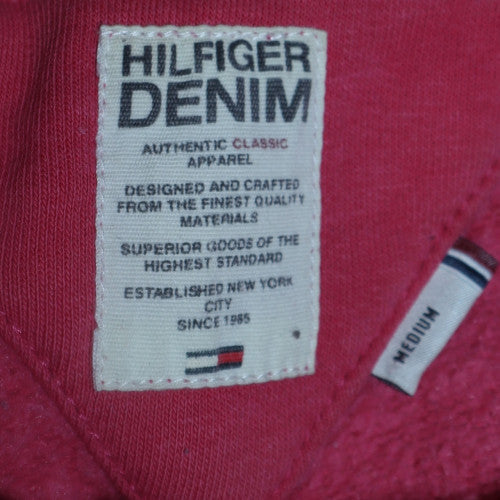 HILFIGER
DENIM
AUTHENTIC CLASSIC
APPAREL
DESIGNED AND CRAFTED
FROM THE FINEST QUALITY
MATERIALS
SUPERIOR GOODS OF THE
HIGHEST STANDARD
ESTABLISHED NEW YORK
CITY
SINCE 1985
MEDIUM